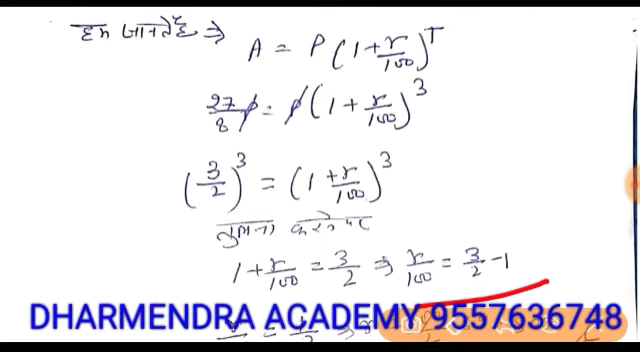 हम जानते हैं ⇒ A = P(1+r/100)^T
27/8 P = P(1+r/100)^3
(3/2)^3 = (1+r/100)^3
तुलना करने पर
1+r/100 = 3/2 ⇒ r/100 = 3/2 - 1
DHARMENDRA ACADEMY 9557636748